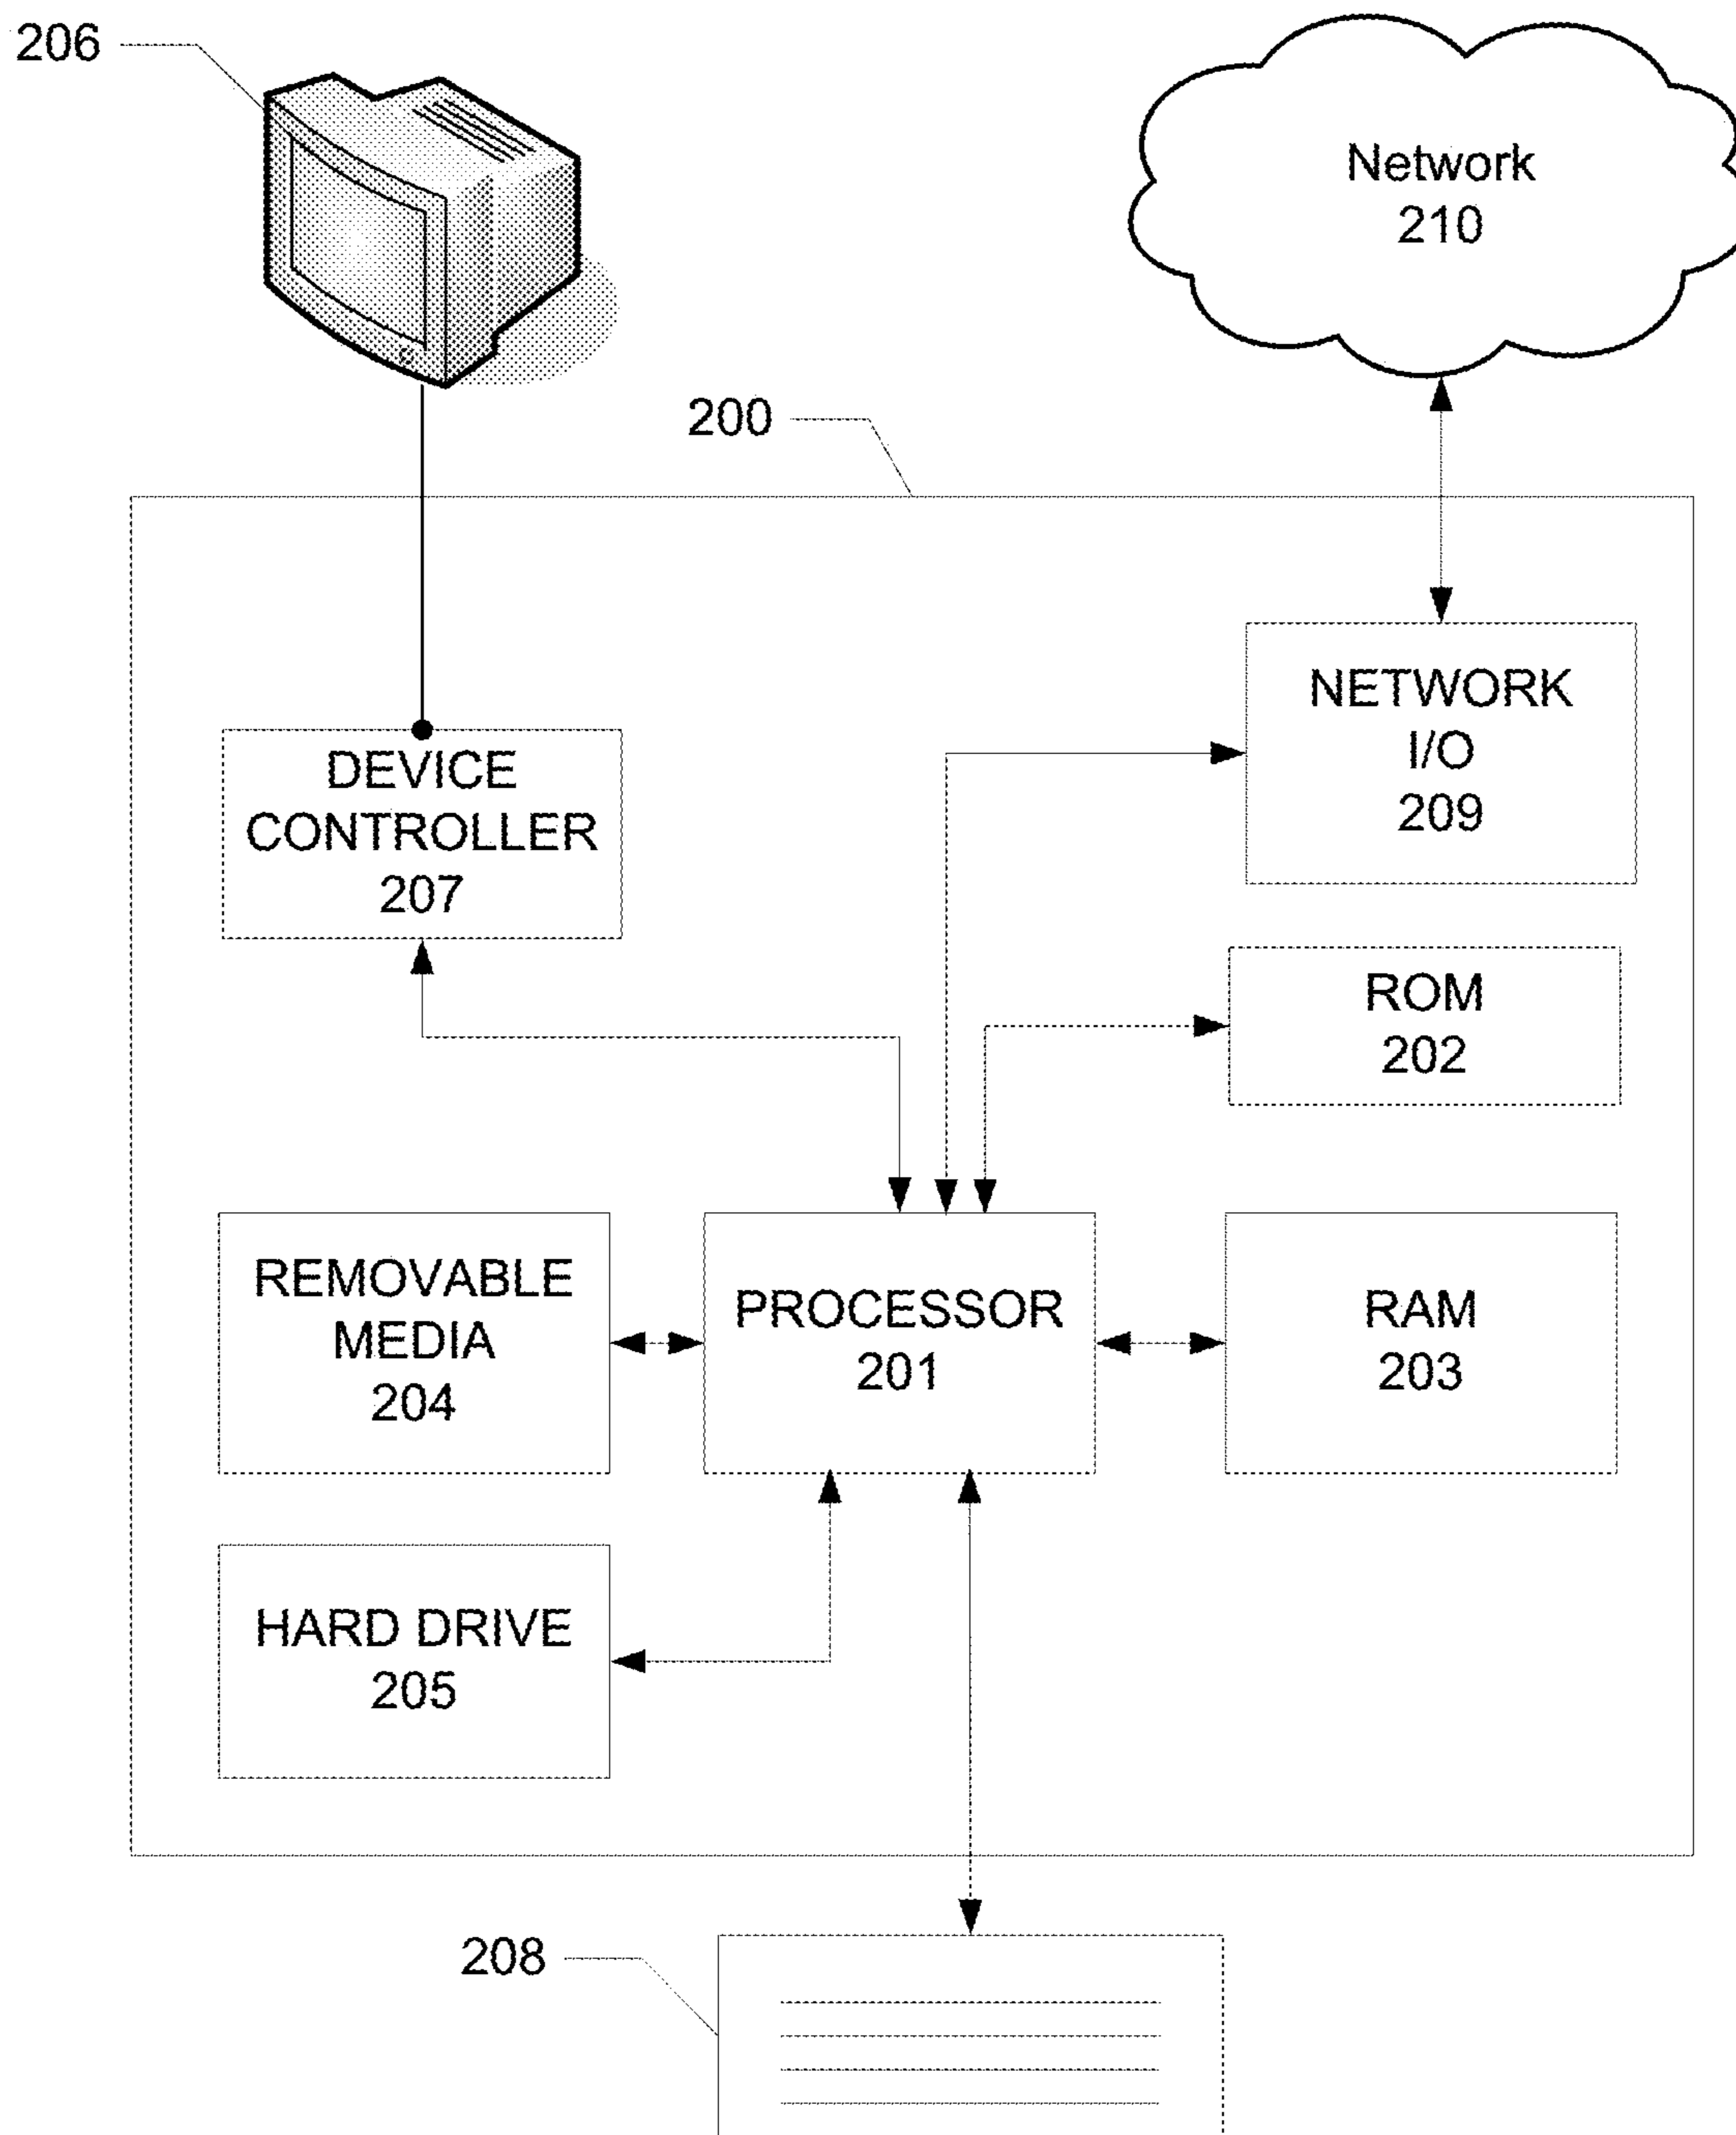 206
Network
210
200
NETWORK
I/O
209
DEVICE
CONTROLLER
207
ROM
202
REMOVABLE
MEDIA
204
PROCESSOR
201
RAM
203
HARD DRIVE
205
208